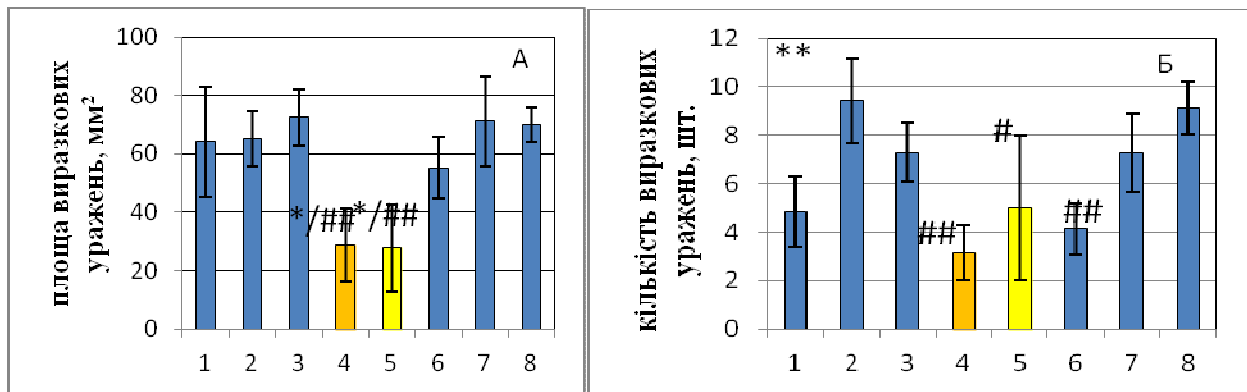 площа виразкових
уражень, мм²
100
80
60
40
20
0
А
*/##
*/##
1 2 3 4 5 6 7 8
кількість виразкових
уражень, шт.
12
10
8
6
4
2
0
**
Б
##
#
##
1 2 3 4 5 6 7 8